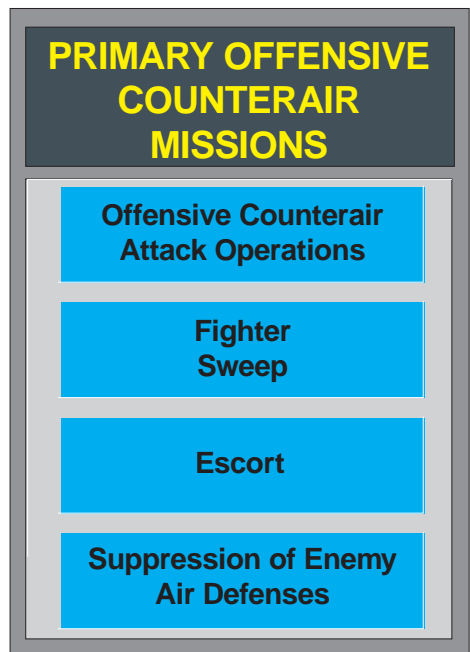 PRIMARY OFFENSIVE
COUNTERAIR
MISSIONS
Offensive Counterair
Attack Operations
Fighter
Sweep
Escort
Suppression of Enemy
Air Defenses